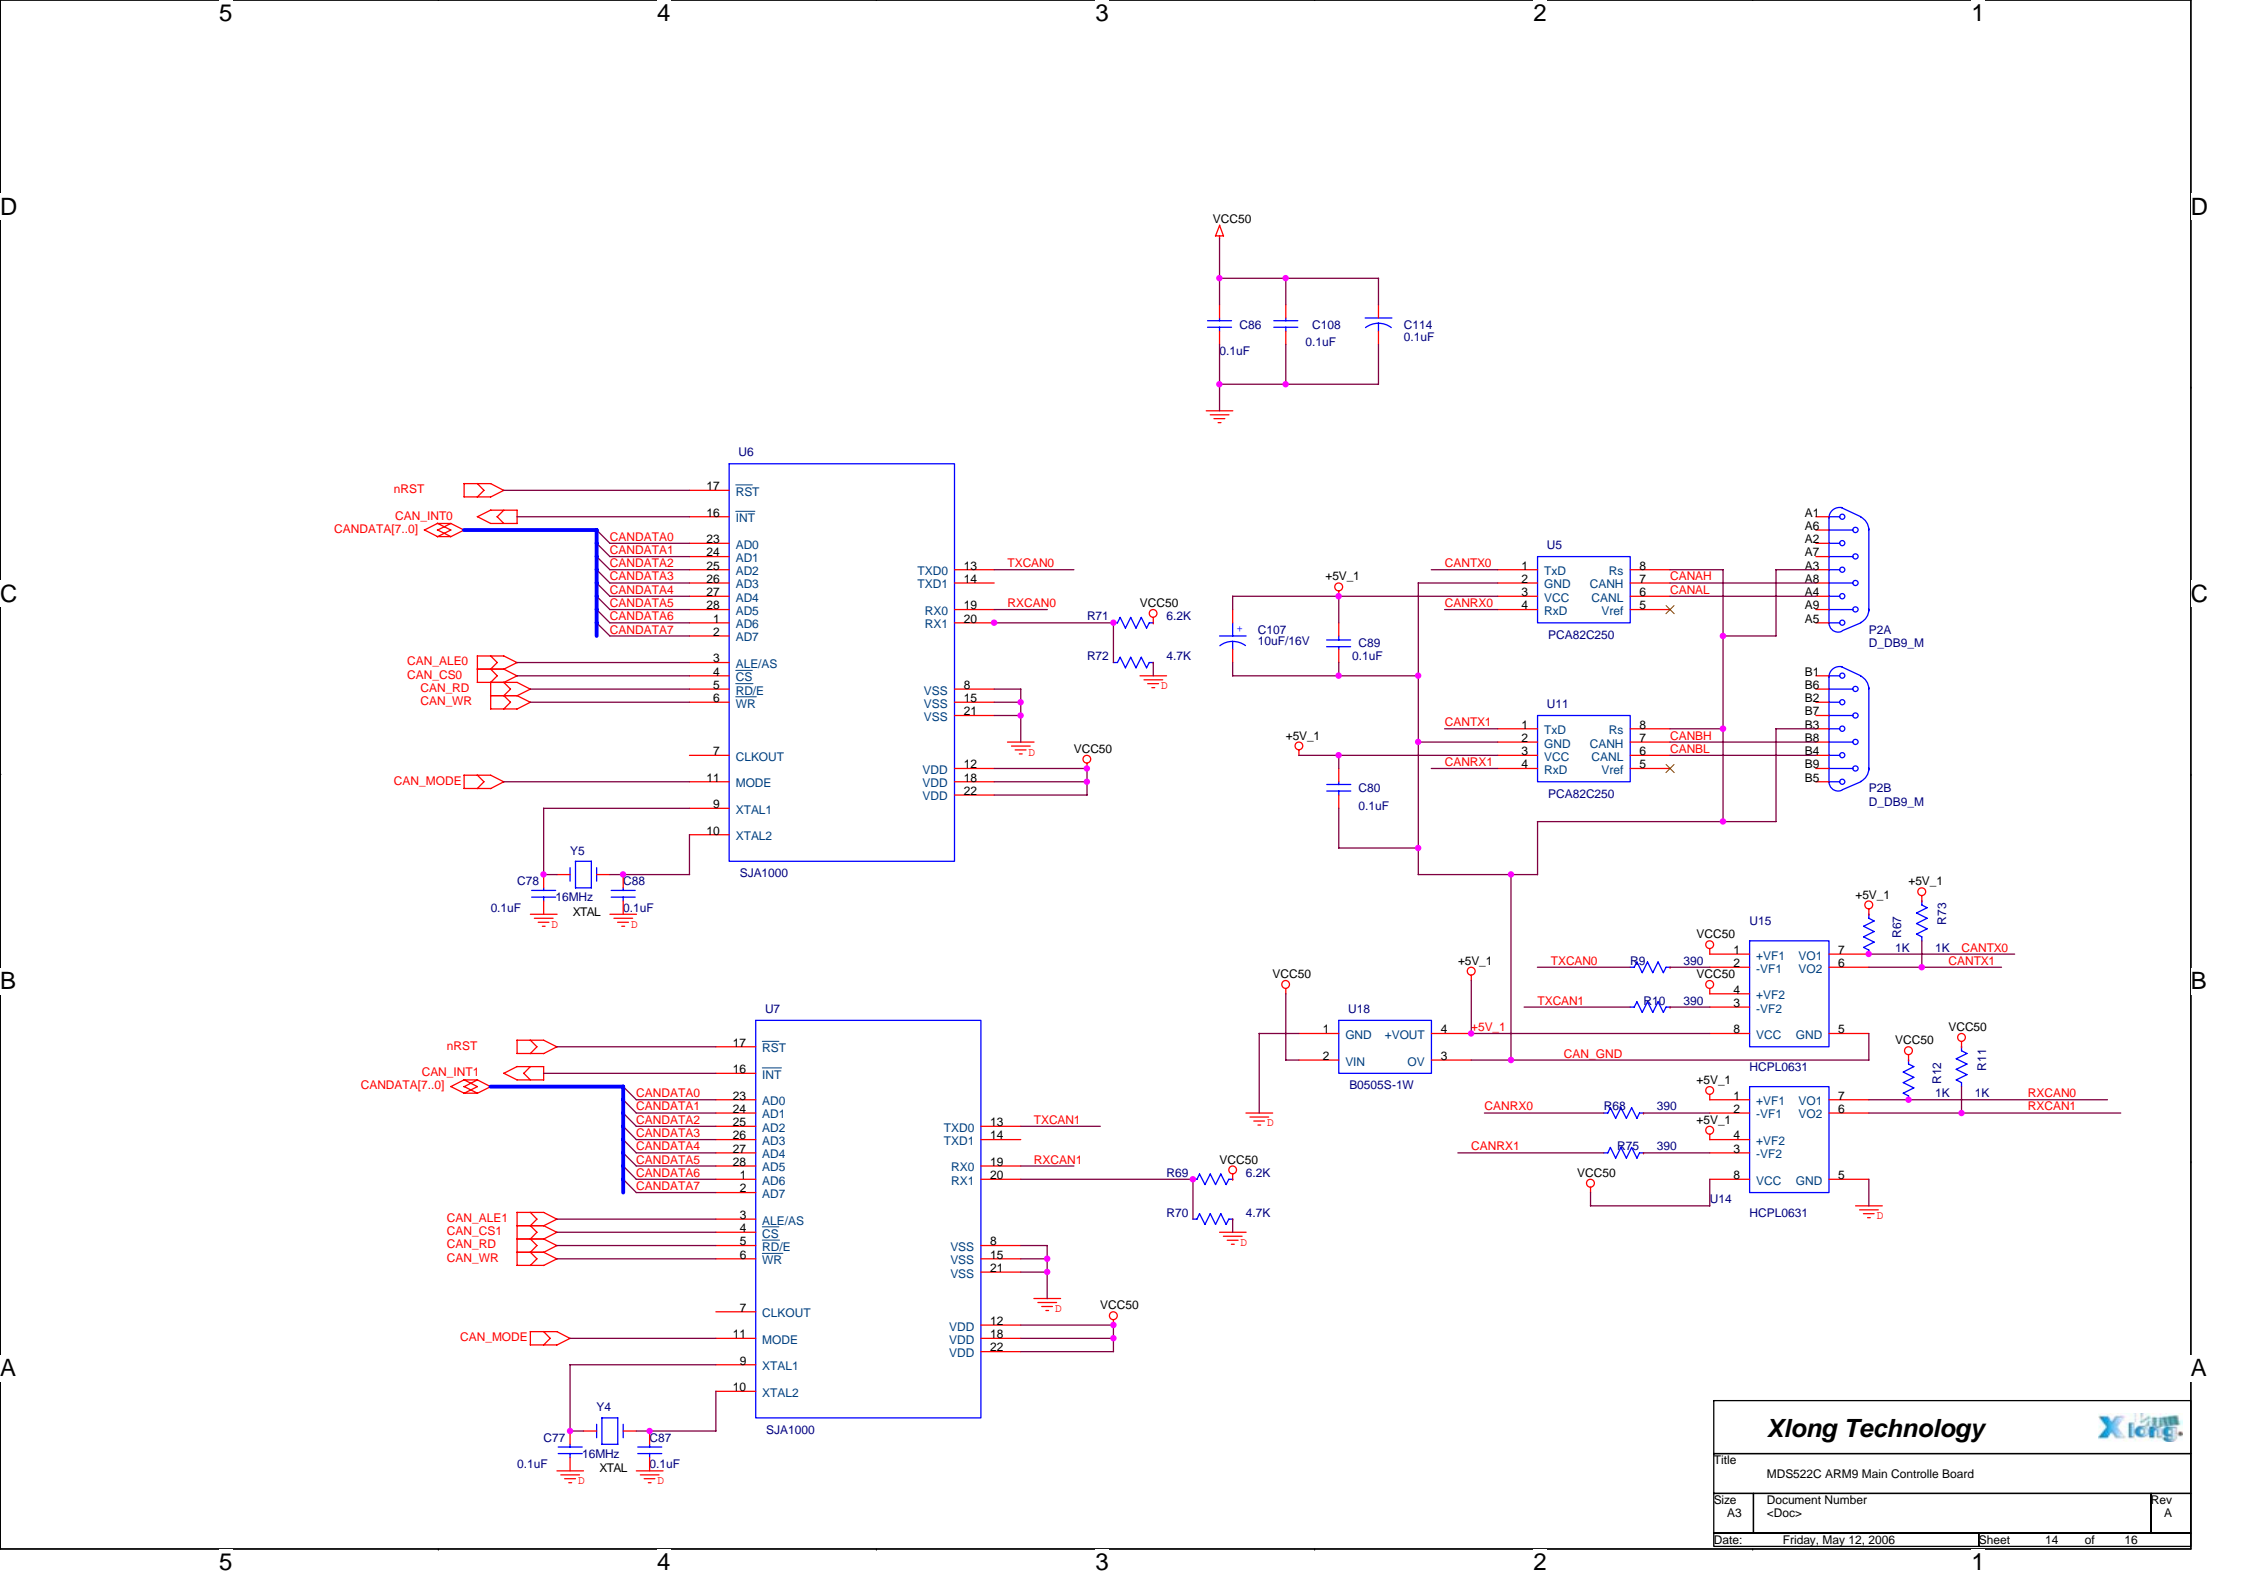 5 4 3 2 1
D D
VCC50
C86 C108 C114
0.1uF 0.1uF 0.1uF
U6
nRST 17 RST
CAN_INT0 16 INT
CANDATA[7..0]
CANDATA0 23 AD0
CANDATA1 24 AD1
CANDATA2 25 AD2
CANDATA3 26 AD3
CANDATA4 27 AD4
CANDATA5 28 AD5
CANDATA6 1 AD6
CANDATA7 2 AD7
CAN_ALE0 3 ALE/AS
CAN_CS0 4 CS
CAN_RD 5 RD/E
CAN_WR 6 WR
7 CLKOUT
CAN_MODE 11 MODE
9 XTAL1
10 XTAL2
TXD0 13 TXCAN0
TXD1 14
RX0 19 RXCAN0
RX1 20
VSS 8
VSS 15
VSS 21
D
VDD 12
VDD 18
VDD 22
VCC50
SJA1000
R71 VCC50 6.2K
R72 4.7K
D
Y5
C78 C88
16MHz
0.1uF XTAL 0.1uF
D D
C C
+5V_1
C107
+
10uF/16V
C89
0.1uF
U5
CANTX0 1 TxD Rs 8
2 GND CANH 7 CANAH
3 VCC CANL 6 CANAL
CANRX0 4 RxD Vref 5
PCA82C250
A1
A6
A2
A7
A3
A8
A4
A9
A5
P2A
D_DB9_M
+5V_1
C80
0.1uF
U11
CANTX1 1 TxD Rs 8
2 GND CANH 7 CANBH
3 VCC CANL 6 CANBL
CANRX1 4 RxD Vref 5
PCA82C250
B1
B6
B2
B7
B3
B8
B4
B9
B5
P2B
D_DB9_M
B B
VCC50
+5V_1
U18
1 GND +VOUT 4 +5V_1
2 VIN OV 3 CAN_GND
B0505S-1W
D
U15
VCC50
1 +VF1 VO1 7
TXCAN0 R9 390 2 -VF1 VO2 6
VCC50
4 +VF2
TXCAN1 R10 390 3 -VF2
8 VCC GND 5
HCPL0631
+5V_1 +5V_1
R67 R73
1K 1K CANTX0
CANTX1
+5V_1
1 +VF1 VO1 7
CANRX0 R68 390 2 -VF1 VO2 6
+5V_1
4 +VF2
CANRX1 R75 390 3 -VF2
VCC50
8 VCC GND 5
U14
HCPL0631
D
VCC50 VCC50
R12 R11
1K 1K RXCAN0
RXCAN1
U7
nRST 17 RST
CAN_INT1 16 INT
CANDATA[7..0]
CANDATA0 23 AD0
CANDATA1 24 AD1
CANDATA2 25 AD2
CANDATA3 26 AD3
CANDATA4 27 AD4
CANDATA5 28 AD5
CANDATA6 1 AD6
CANDATA7 2 AD7
CAN_ALE1 3 ALE/AS
CAN_CS1 4 CS
CAN_RD 5 RD/E
CAN_WR 6 WR
7 CLKOUT
CAN_MODE 11 MODE
9 XTAL1
10 XTAL2
TXD0 13 TXCAN1
TXD1 14
RX0 19 RXCAN1
RX1 20
VSS 8
VSS 15
VSS 21
D
VDD 12
VDD 18
VDD 22
VCC50
SJA1000
R69 VCC50 6.2K
R70 4.7K
D
Y4
C77 C87
16MHz
0.1uF XTAL 0.1uF
D D
A A
Xlong Technology Xlong.
Title
MDS522C ARM9 Main Controlle Board
Size Document Number Rev
A3 <Doc> A
Date: Friday, May 12, 2006 Sheet 14 of 16
5 4 3 2 1